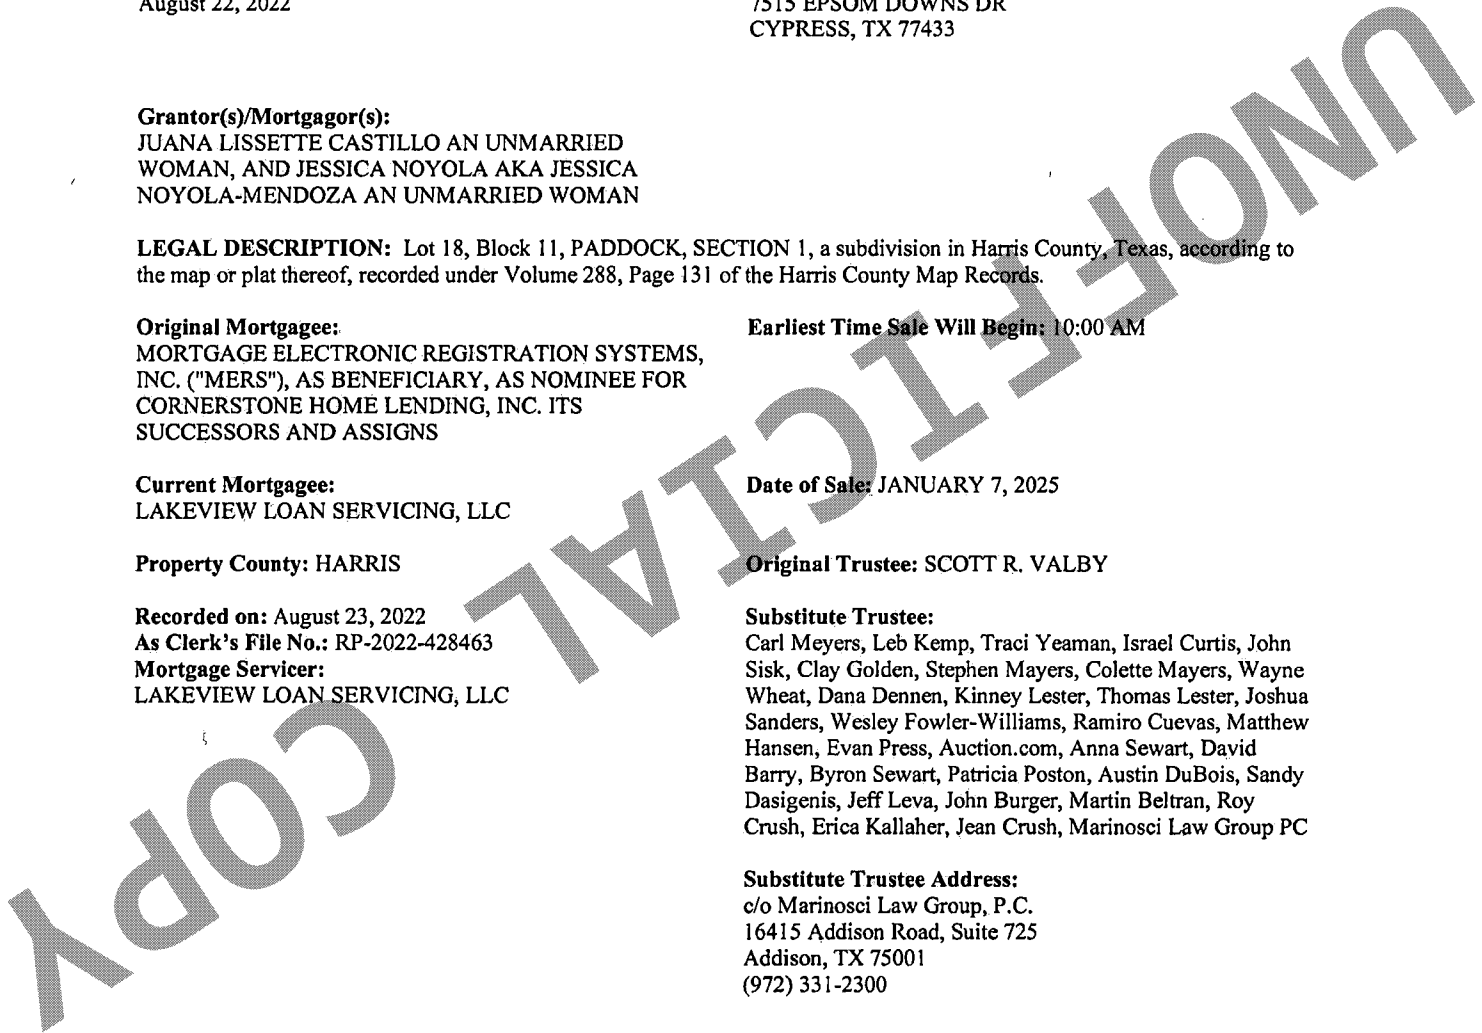 August 22, 2022
7515 EPSOM DOWNS DR
CYPRESS, TX 77433
Grantor(s)/Mortgagor(s):
JUANA LISSETTE CASTILLO AN UNMARRIED
WOMAN, AND JESSICA NOYOLA AKA JESSICA
NOYOLA-MENDOZA AN UNMARRIED WOMAN
LEGAL DESCRIPTION: Lot 18, Block 11, PADDOCK, SECTION 1, a subdivision in Harris County, Texas, according to
the map or plat thereof, recorded under Volume 288, Page 131 of the Harris County Map Records.
Original Mortgagee:
MORTGAGE ELECTRONIC REGISTRATION SYSTEMS,
INC. ("MERS"), AS BENEFICIARY, AS NOMINEE FOR
CORNERSTONE HOME LENDING, INC. ITS
SUCCESSORS AND ASSIGNS
Earliest Time Sale Will Begin: 10:00 AM
Current Mortgagee:
LAKEVIEW LOAN SERVICING, LLC
Date of Sale: JANUARY 7, 2025
Property County: HARRIS
Original Trustee: SCOTT R. VALBY
Recorded on: August 23, 2022
As Clerk's File No.: RP-2022-428463
Mortgage Servicer:
LAKEVIEW LOAN SERVICING, LLC
Substitute Trustee:
Carl Meyers, Leb Kemp, Traci Yeaman, Israel Curtis, John
Sisk, Clay Golden, Stephen Mayers, Colette Mayers, Wayne
Wheat, Dana Dennen, Kinney Lester, Thomas Lester, Joshua
Sanders, Wesley Fowler-Williams, Ramiro Cuevas, Matthew
Hansen, Evan Press, Auction.com, Anna Sewart, David
Barry, Byron Sewart, Patricia Poston, Austin DuBois, Sandy
Dasigenis, Jeff Leva, John Burger, Martin Beltran, Roy
Crush, Erica Kallaher, Jean Crush, Marinosci Law Group PC
Substitute Trustee Address:
c/o Marinosci Law Group, P.C.
16415 Addison Road, Suite 725
Addison, TX 75001
(972) 331-2300
UNOFFICIAL COPY